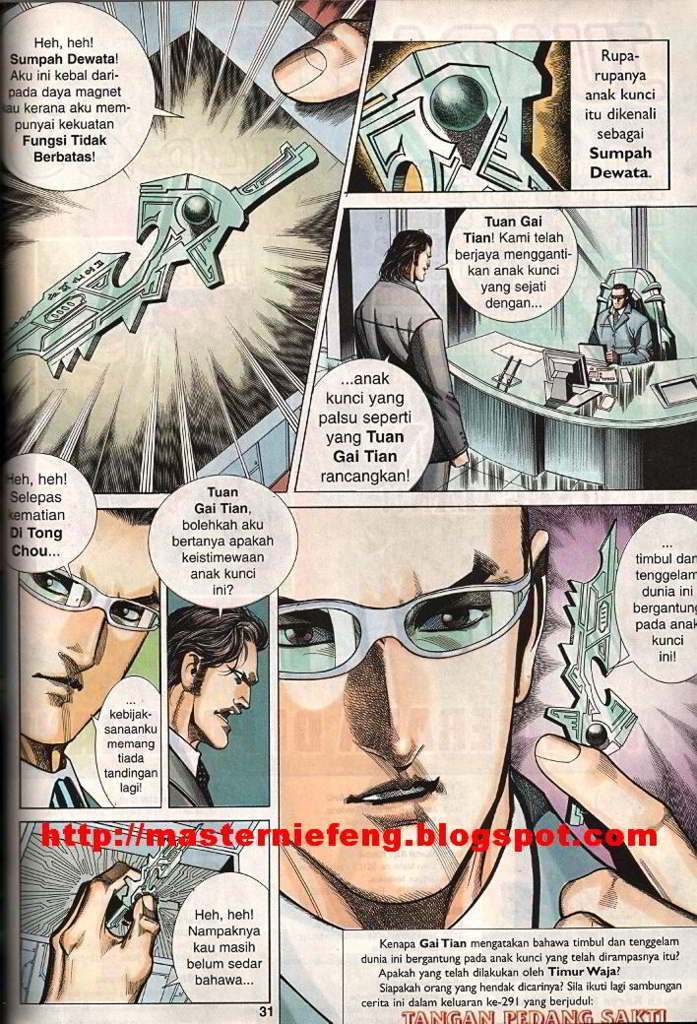 Heh, heh!
Sumpah Dewata!
Aku ini kebal dari-
pada daya magnet
kau kerana aku mem-
punyai kekuatan
Fungsi Tidak
Berbatas!
Rupa-
rupanya
anak kunci
itu dikenali
sebagai
Sumpah
Dewata.
Tuan Gai
Tian! Kami telah
berjaya mengganti-
kan anak kunci
yang sejati
dengan...
...anak
kunci yang
palsu seperti
yang Tuan
Gai Tian
rancangkan!
Heh, heh!
Selepas
kematian
Di Tong
Chou...
...
kebijak-
sanaanku
memang
tiada
tandingan
lagi!
Tuan
Gai Tian,
bolehkah aku
bertanya apakah
keistimewaan
anak kunci
ini?
Heh, heh!
Nampaknya
kau masih
belum sedar
bahawa...
...
timbul dan
tenggelam
dunia ini
bergantung
pada anak
kunci
ini!
http://masterniefeng.blogspot.com
Kenapa Gai Tian mengatakan bahawa timbul dan tenggelam
dunia ini bergantung pada anak kunci yang telah dirampasnya itu?
Apakah yang telah dilakukan oleh Timur Waja?
Siapakah orang yang hendak dicarinya? Sila ikuti lagi sambungan
cerita ini dalam keluaran ke-291 yang berjudul:
TANGAN PEDANG SAKTI
31